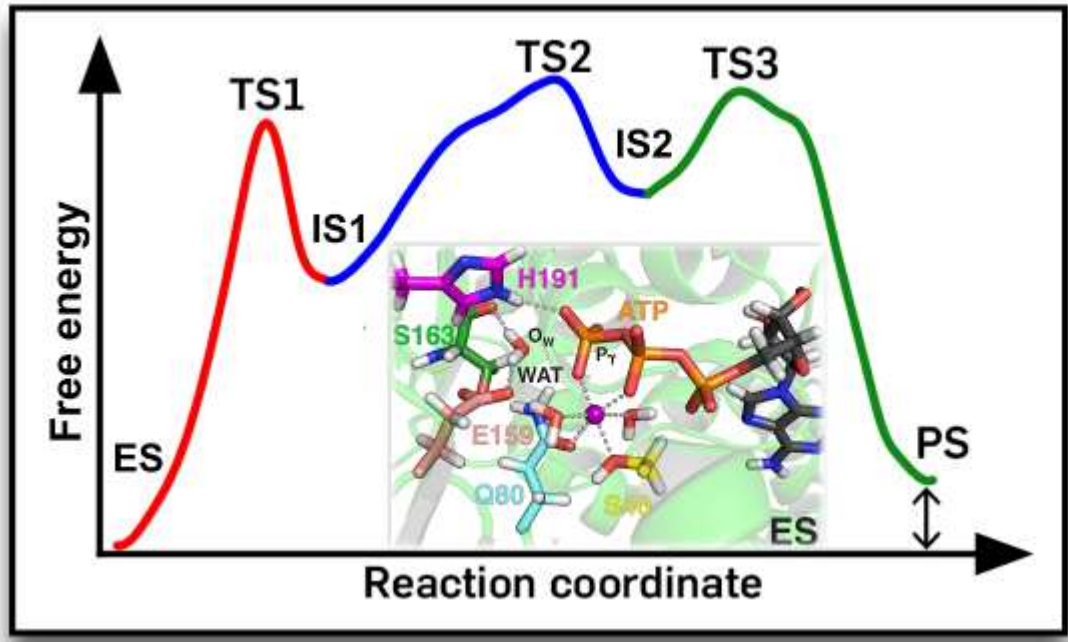 TS1
TS2
TS3
IS1
IS2
ES
PS
Free energy
Reaction coordinate
H191
S163
ATP
Ow
Pγ
WAT
E159
Q80
ES